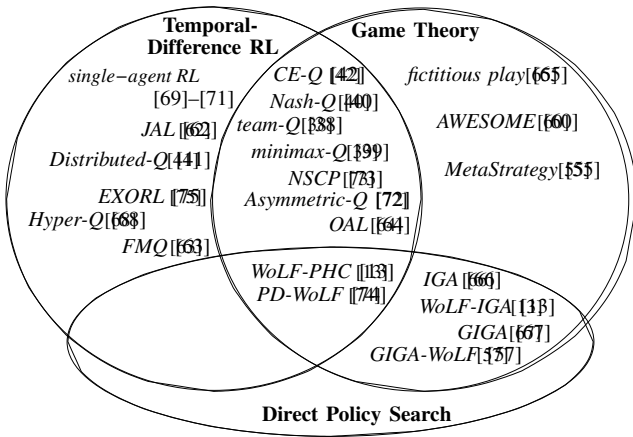 Temporal-
Difference RL
Game Theory
single−agent RL
[69]–[71]
JAL [62]
Distributed-Q [41]
EXORL [75]
Hyper-Q [68]
FMQ [63]
CE-Q [42]
Nash-Q [40]
team-Q [38]
minimax-Q [39]
NSCP [73]
Asymmetric-Q [72]
OAL [64]
fictitious play [65]
AWESOME [60]
MetaStrategy [55]
WoLF-PHC [13]
PD-WoLF [74]
IGA [66]
WoLF-IGA [13]
GIGA [67]
GIGA-WoLF [57]
Direct Policy Search